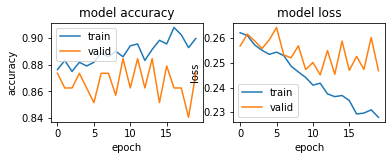 model accuracy
0.90
0.88
0.86
0.84
accuracy
train
valid
0
5
10
15
epoch
model loss
0.26
0.25
0.24
0.23
loss
train
valid
0
5
10
15
epoch